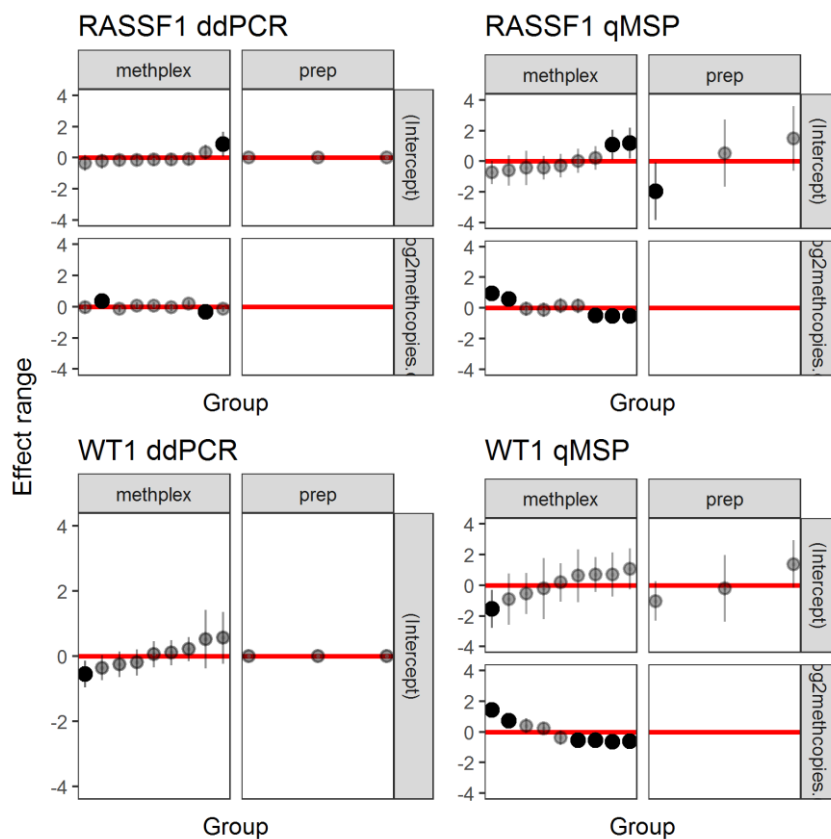 RASSF1 ddPCR
methplex
prep
4
2
0
-2
-4
(Intercept)
4
2
0
-2
-4
og2methcopies.
Group
RASSF1 qMSP
methplex
prep
4
2
0
-2
-4
(Intercept)
4
2
0
-2
-4
og2methcopies.
Group
Effect range
WT1 ddPCR
methplex
prep
4
2
0
-2
-4
(Intercept)
Group
WT1 qMSP
methplex
prep
4
2
0
-2
-4
(Intercept)
4
2
0
-2
-4
og2methcopies.
Group